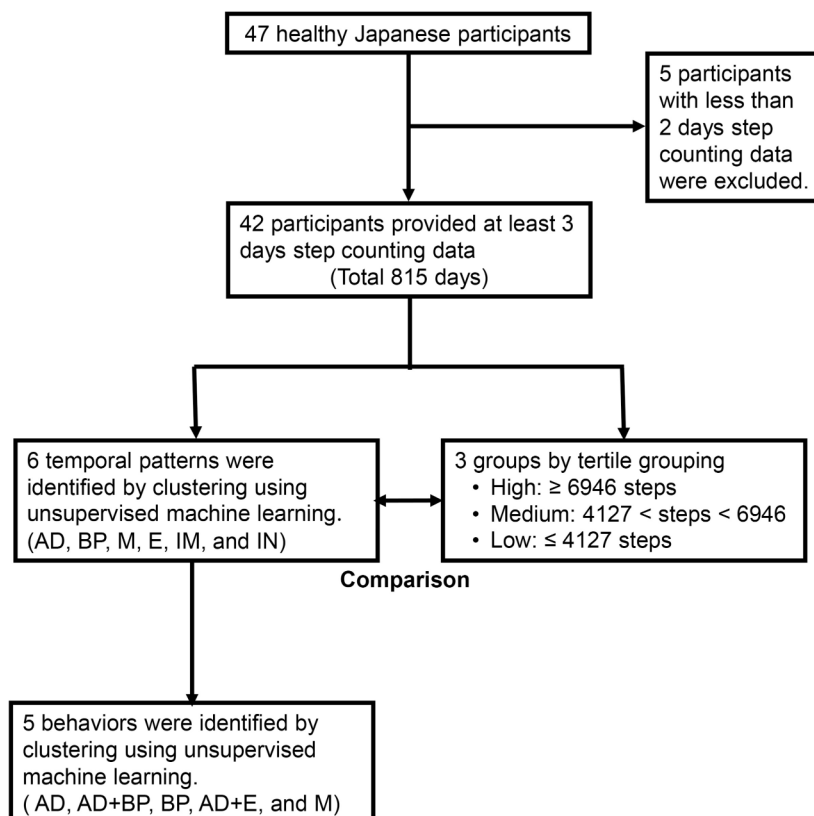 47 healthy Japanese participants
5 participants
with less than
2 days step
counting data
were excluded.
42 participants provided at least 3
days step counting data
(Total 815 days)
6 temporal patterns were
identified by clustering using
unsupervised machine learning.
(AD, BP, M, E, IM, and IN)
3 groups by tertile grouping
• High: ≥ 6946 steps
• Medium: 4127 < steps < 6946
• Low: ≤ 4127 steps
Comparison
5 behaviors were identified by
clustering using unsupervised
machine learning.
( AD, AD+BP, BP, AD+E, and M)